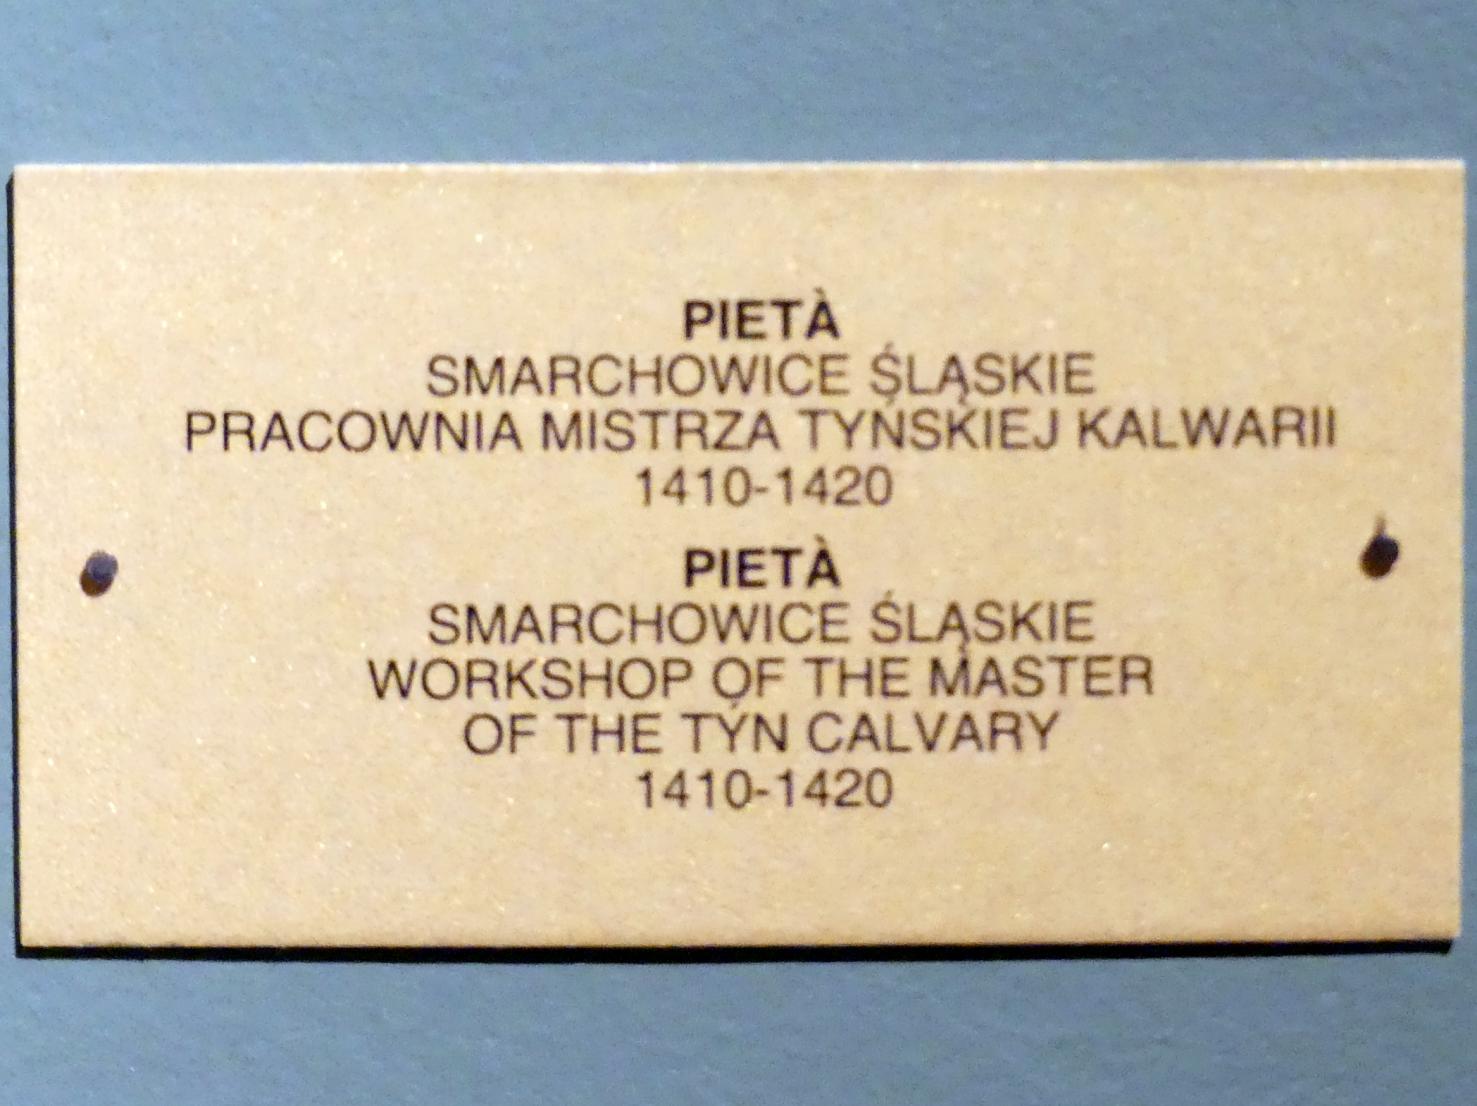 PIETÀ
SMARCHOWICE ŚLĄSKIE
PRACOWNIA MISTRZA TYŃSKIEJ KALWARII
1410-1420
PIETÀ
SMARCHOWICE ŚLĄSKIE
WORKSHOP OF THE MASTER
OF THE TÝN CALVARY
1410-1420